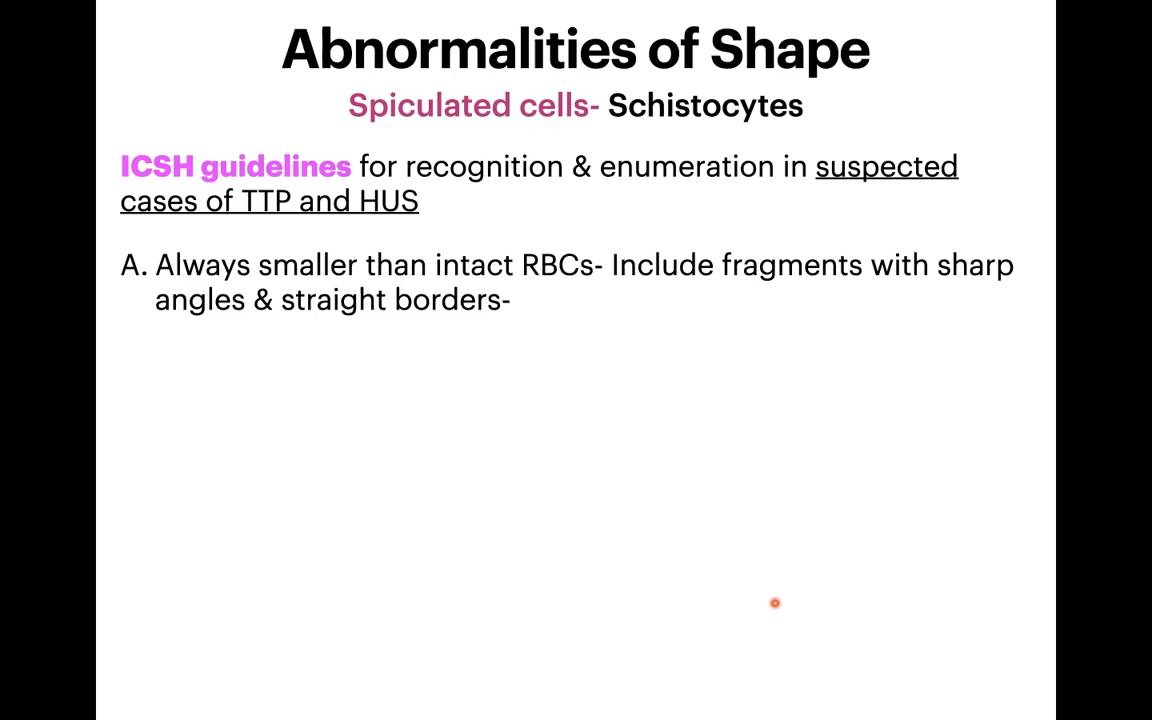 Abnormalities of Shape
Spiculated cells- Schistocytes
ICSH guidelines for recognition & enumeration in suspected
cases of TTP and HUS
A. Always smaller than intact RBCs- Include fragments with sharp
angles & straight borders-